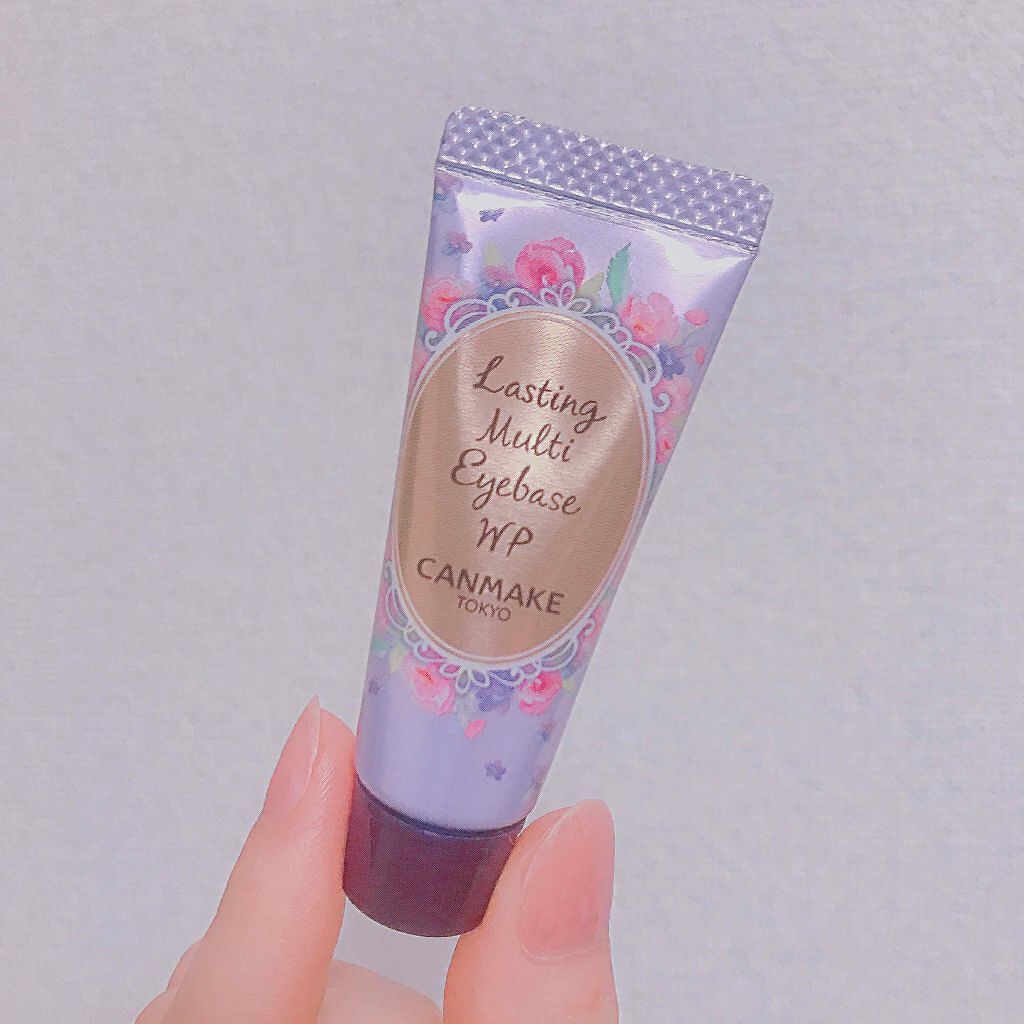 Lasting
Multi
Eyebase
WP
CANMAKE
TOKYO